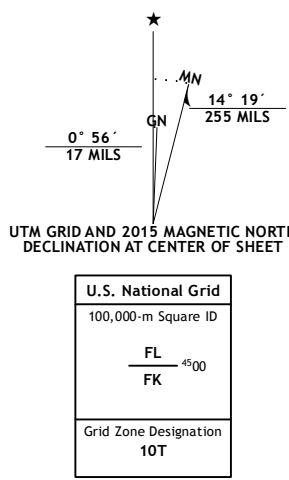 ★
MN
GN
14° 19´
255 MILS
0° 56´
17 MILS
UTM GRID AND 2015 MAGNETIC NORTH
DECLINATION AT CENTER OF SHEET
U.S. National Grid
100,000-m Square ID
FL
4500
FK
Grid Zone Designation
10T